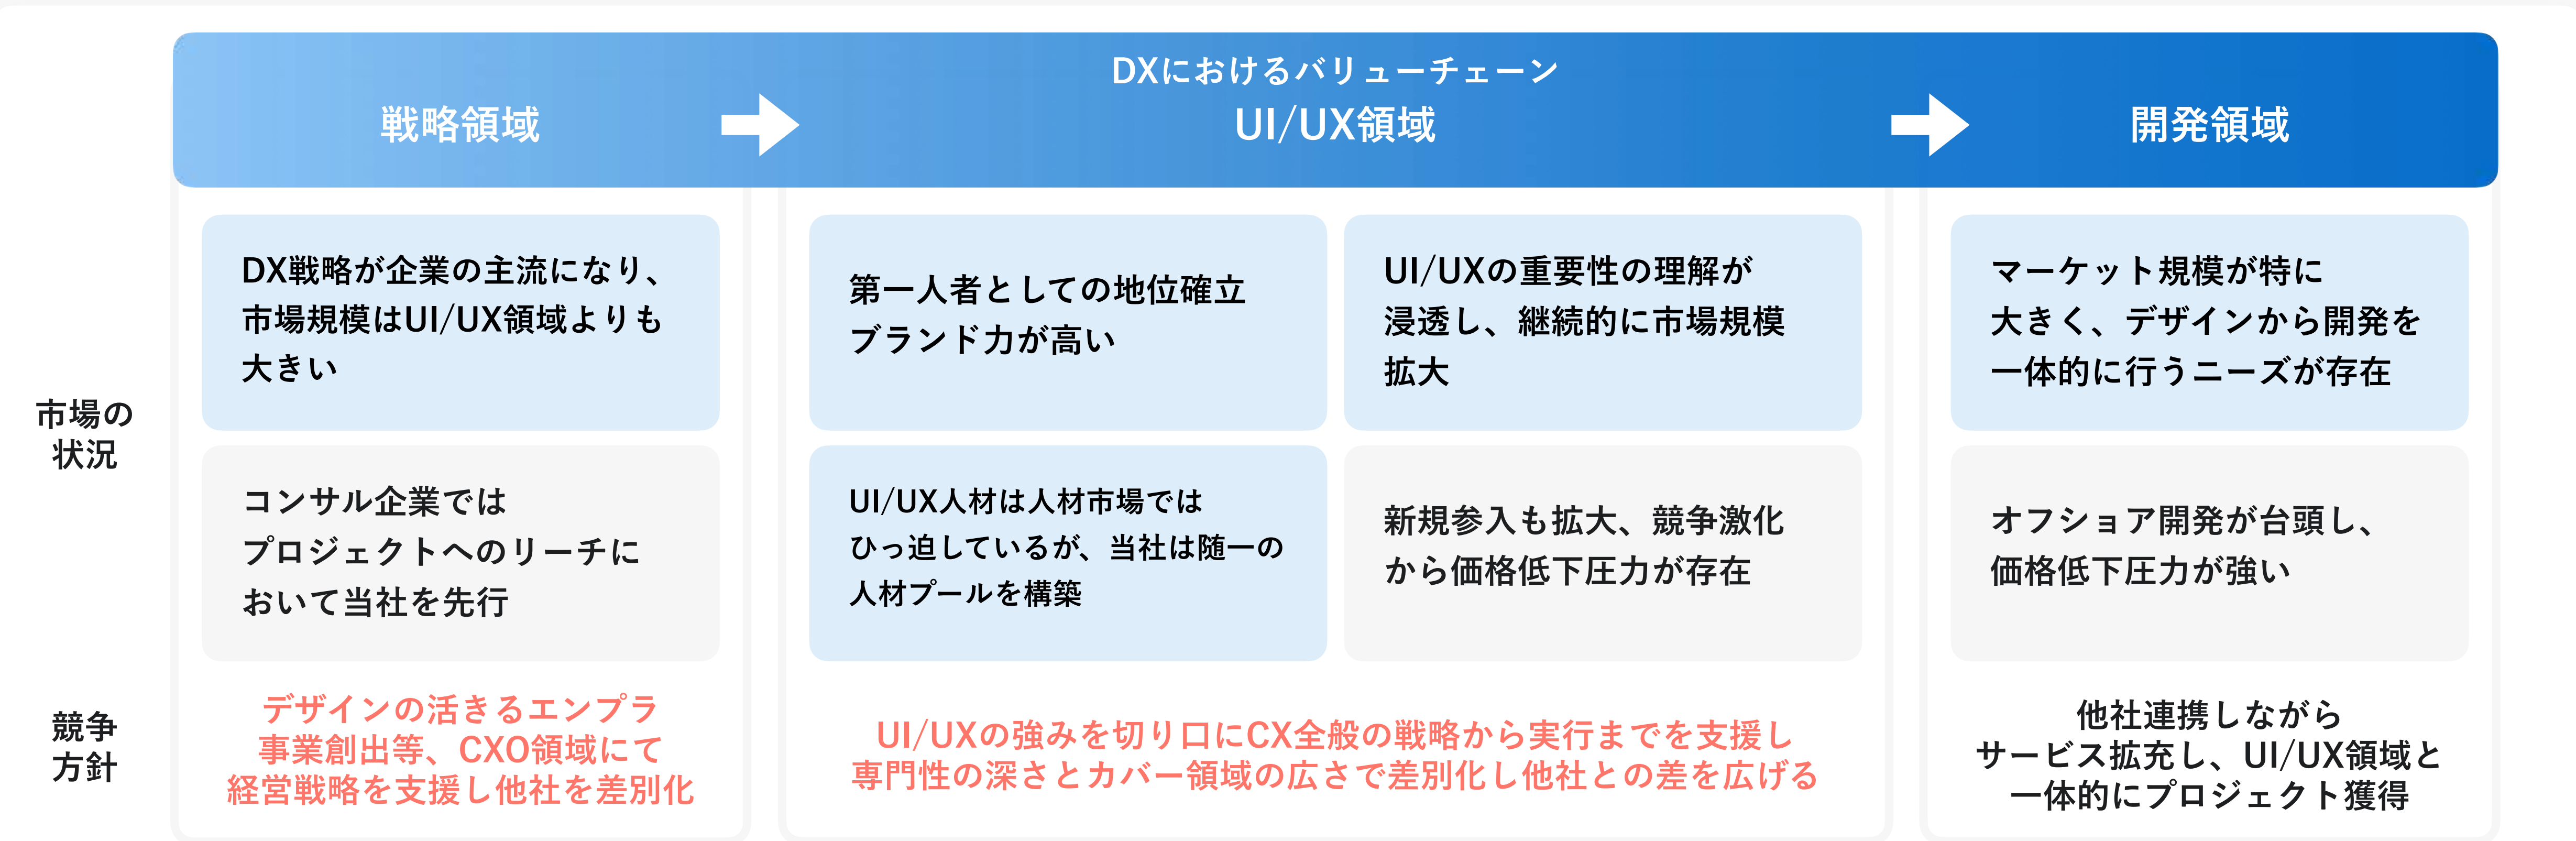 DXにおけるバリューチェーン
戦略領域
UI/UX領域
開発領域
市場の
状況
DX戦略が企業の主流になり、
市場規模はUI/UX領域よりも
大きい
コンサル企業では
プロジェクトへのリーチに
おいて当社を先行
第一人者としての地位確立
ブランド力が高い
UI/UXの重要性の理解が
浸透し、継続的に市場規模
拡大
UI/UX人材は人材市場では
ひっ迫しているが、当社は随一の
人材プールを構築
新規参入も拡大、競争激化
から価格低下圧力が存在
マーケット規模が特に
大きく、デザインから開発を
一体的に行うニーズが存在
オフショア開発が台頭し、
価格低下圧力が強い
競争
方針
デザインの活きるエンプラ
事業創出等、CXO領域にて
経営戦略を支援し他社を差別化
UI/UXの強みを切り口にCX全般の戦略から実行までを支援し
専門性の深さとカバー領域の広さで差別化し他社との差を広げる
他社連携しながら
サービス拡充し、UI/UX領域と
一体的にプロジェクト獲得